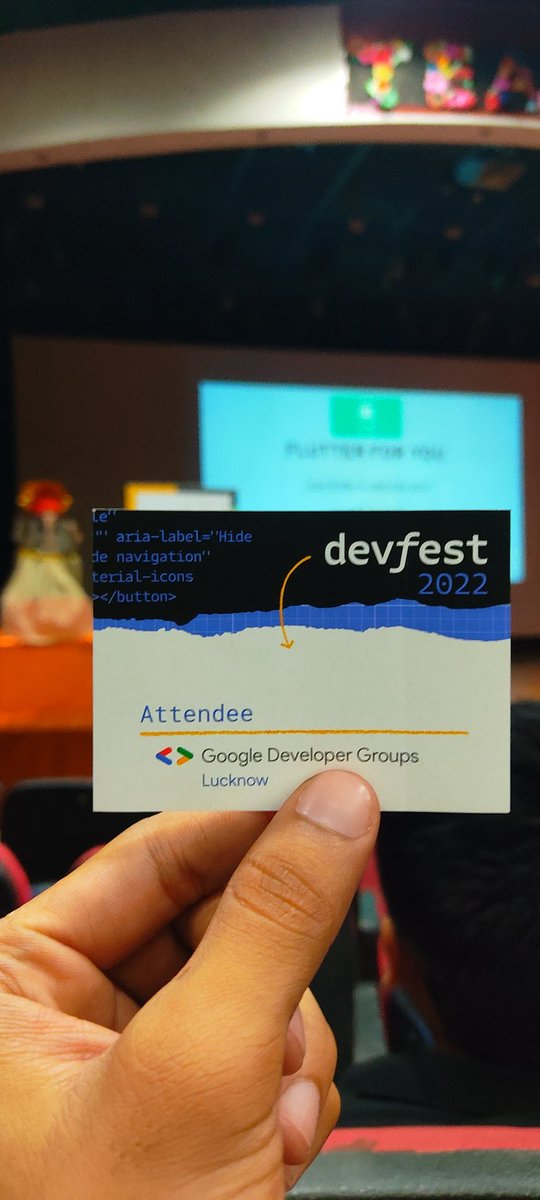 TEA
FLUTTER FOR YOU
le"
"" aria-label="Hide
de navigation"
terial-icons
></button>
devfest
2022
Attendee
Google Developer Groups
Lucknow